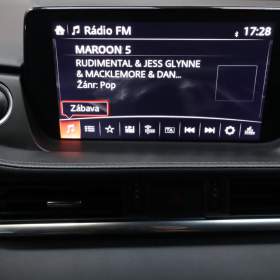 Rádio FM
17:28
MAROON 5
RUDIMENTAL & JESS GLYNNE
& MACKLEMORE & DAN...
Žánr: Pop
Zábava